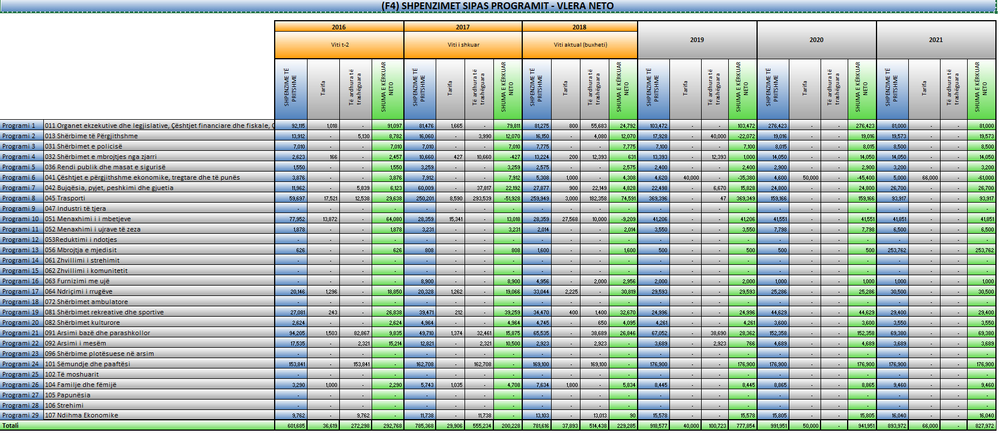 (F4) SHPENZIMET SIPAS PROGRAMIT - VLERA NETO
2016 2017 2018 2019 2020 2021
Viti t-2 Viti i shkuar Viti aktual (buxheti)
SHPENZIME TË PRITSHME Tarifa Të ardhura të trashëguara SHUMA E KËRKUAR NETO SHPENZIME TË PRITSHME Tarifa Të ardhura të trashëguara SHUMA E KËRKUAR NETO SHPENZIME TË PRITSHME Tarifa Të ardhura të trashëguara SHUMA E KËRKUAR NETO SHPENZIME TË PRITSHME Tarifa Të ardhura të trashëguara SHUMA E KËRKUAR NETO SHPENZIME TË PRITSHME Tarifa Të ardhura të trashëguara SHUMA E KËRKUAR NETO SHPENZIME TË PRITSHME Tarifa Të ardhura të trashëguara SHUMA E KËRKUAR NETO
Programi 1 011 Organet ekzekutive dhe legjislative, Çështjet financiare dhe fiskale, Ç 92,115 1,018 - 91,097 81,476 1,665 - 79,811 81,275 800 55,683 24,792 103,472 - - 103,472 276,423 - - 276,423 81,000 - - 81,000
Programi 2 013 Shërbime të Përgjithshme 13,912 - 5,130 8,782 16,060 - 3,990 12,070 16,150 - 4,080 12,070 17,928 - 40,000 -22,072 19,016 - - 19,016 19,573 - - 19,573
Programi 3 031 Shërbimet e policisë 7,010 - - 7,010 7,010 - - 7,010 7,775 - - 7,775 7,100 - - 7,100 8,015 - - 8,015 8,500 - - 8,500
Programi 4 032 Shërbimet e mbrojtjes nga zjarri 2,623 166 - 2,457 10,660 427 10,660 -427 13,224 200 12,393 631 13,393 - 12,393 1,000 14,050 - - 14,050 14,050 - - 14,050
Programi 5 036 Rendi publik dhe masat e sigurisë 1,550 - - 1,550 3,259 - - 3,259 2,575 - - 2,575 2,400 - - 2,400 2,900 - - 2,900 3,200 - - 3,200
Programi 6 041 Çështjet e përgjithshme ekonomike, tregtare dhe të punës 3,876 - - 3,876 7,912 - - 7,912 5,308 1,000 - 4,308 4,620 40,000 - -35,380 4,600 50,000 - -45,400 5,000 66,000 - -61,000
Programi 7 042 Bujqësia, pyjet, peshkimi dhe gjuetia 11,962 - 5,839 6,123 60,009 - 37,817 22,192 27,877 900 22,149 4,828 22,498 - 6,670 15,828 24,800 - - 24,800 26,700 - - 26,700
Programi 8 045 Trasporti 59,697 17,521 12,538 29,638 250,201 8,590 293,539 -51,928 259,949 3,000 182,358 74,591 369,396 - 47 369,349 159,166 - - 159,166 93,917 - - 93,917
Programi 9 047 Industri të tjera - - - - - - - - - - - - - - - - - - - - - - - -
Programi 10 051 Menaxhimi i i mbetjeve 77,952 13,872 - 64,080 28,359 15,341 - 13,018 28,359 27,568 10,000 -9,209 41,206 - - 41,206 41,551 - - 41,551 41,851 - - 41,851
Programi 11 052 Menaxhimi i ujrave të zeza 1,878 - - 1,878 3,231 - - 3,231 2,014 - - 2,014 3,550 - - 3,550 7,798 - - 7,798 6,500 - - 6,500
Programi 12 053Reduktimi i ndotjes - - - - - - - - - - - - - - - - - - - - - - - -
Programi 13 056 Mbrojtja e mjedisit 626 - - 626 808 - - 808 1,600 - - 1,600 500 - - 500 500 - - 500 253,762 - - 253,762
Programi 14 061 Zhvillimi i strehimit - - - - - - - - - - - - - - - - - - - - - - - -
Programi 15 062 Zhvillimi i komunitetit - - - - - - - - - - - - - - - - - - - - - - - -
Programi 16 063 Furnizimi me ujë - - - - 8,900 - - 8,900 4,956 - 2,000 2,956 2,000 - - 2,000 1,000 - - 1,000 1,000 - - 1,000
Programi 17 064 Ndriçimi i rrugëve 20,146 1,296 - 18,850 20,328 1,262 - 19,066 33,044 2,225 - 30,819 29,593 - - 29,593 25,286 - - 25,286 30,500 - - 30,500
Programi 18 072 Shërbimet ambulatore - - - - - - - - - - - - - - - - - - - - - - - -
Programi 19 081 Shërbimet rekreative dhe sportive 27,081 243 - 26,838 39,471 212 - 39,259 34,470 400 1,400 32,670 24,996 - - 24,996 44,629 - - 44,629 29,400 - - 29,400
Programi 20 082 Shërbimet kulturore 2,624 - - 2,624 4,964 - - 4,964 4,745 - 650 4,095 4,261 - - 4,261 3,600 - - 3,600 3,550 - - 3,550
Programi 21 091 Arsimi bazë dhe parashkollor 94,205 1,503 82,867 9,835 49,710 1,374 32,461 15,875 65,535 - 38,689 26,846 67,052 - 38,690 28,362 152,358 - - 152,358 69,380 - - 69,380
Programi 22 092 Arsimi i mesëm 17,535 - 2,321 15,214 12,821 - 2,321 10,500 2,923 - 2,923 - 3,689 - 2,923 766 4,689 - - 4,689 3,689 - - 3,689
Programi 23 096 Shërbime plotësuese në arsim - - - - - - - - - - - - - - - - - - - - - - - -
Programi 24 101 Sëmundje dhe paaftësi 153,841 - 153,841 - 162,708 - 162,708 - 169,100 - 169,100 - 176,900 - - 176,900 176,900 - - 176,900 176,900 - - 176,900
Programi 25 102 Të moshuarit - - - - - - - - - - - - - - - - - - - - - - - -
Programi 26 104 Familje dhe fëmijë 3,290 1,000 - 2,290 5,743 1,035 - 4,708 7,634 1,800 - 5,834 8,445 - - 8,445 8,865 - - 8,865 9,460 - - 9,460
Programi 27 105 Papunësia - - - - - - - - - - - - - - - - - - - - - - - -
Programi 28 106 Strehimi - - - - - - - - - - - - - - - - - - - - - - - -
Programi 29 107 Ndihma Ekonomike 9,762 - 9,762 - 11,738 - 11,738 - 13,103 - 13,013 90 15,578 - - 15,578 15,805 - - 15,805 16,040 - - 16,040
Totali 601,685 36,619 272,298 292,768 785,368 29,906 555,234 200,228 781,616 37,893 514,438 229,285 918,577 40,000 100,723 777,854 991,951 50,000 - 941,951 893,972 66,000 - 827,972